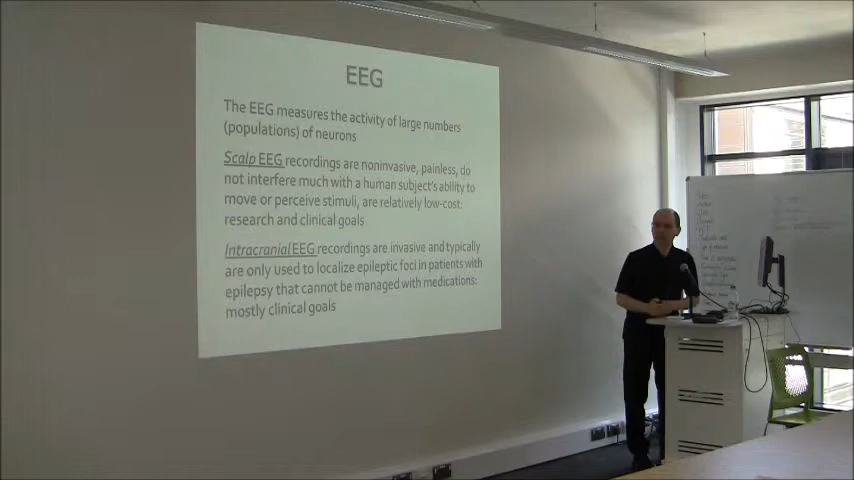 EEG
The EEG measures the activity of large numbers
(populations) of neurons.
Scalp EEG recordings are noninvasive, painless, do
not interfere much with a human subject's ability to
move or perceive stimuli, are relatively low-cost:
research and clinical goals
Intracranial EEG recordings are invasive and typically
are only used to localize epileptic foci in patients with
epilepsy that cannot be managed with medications:
mostly clinical goals